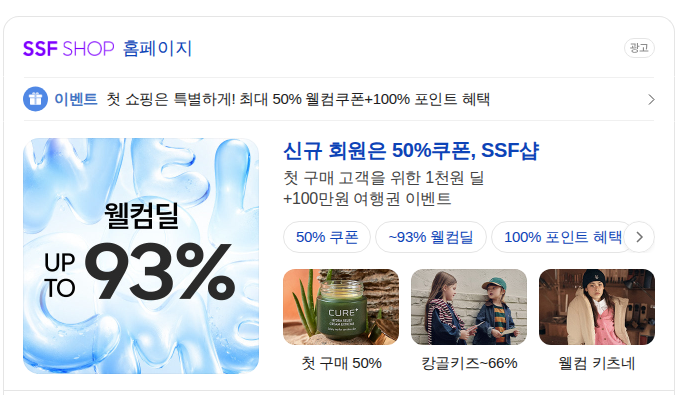 SSF SHOP 홈페이지
광고
이벤트 첫 쇼핑은 특별하게! 최대 50% 웰컴쿠폰+100% 포인트 혜택
웰컴딜
UP TO 93%
신규 회원은 50%쿠폰, SSF샵
첫 구매 고객을 위한 1천원 딜
+100만원 여행권 이벤트
50% 쿠폰
~93% 웰컴딜
100% 포인트 혜택
CURE+
첫 구매 50%
캉골키즈~66%
웰컴 키츠네